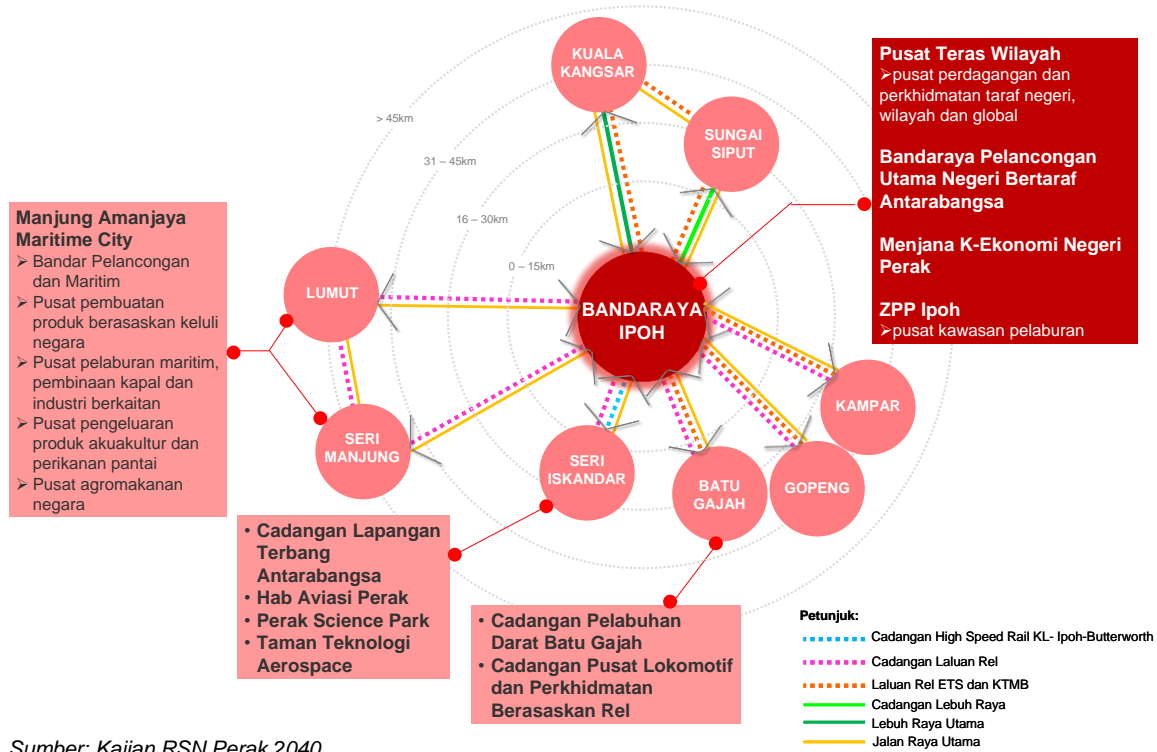 KUALA
KANGSAR
SUNGAI
SIPUT
> 45km
31 – 45km
16 – 30km
0 – 15km
BANDARAYA
IPOH
LUMUT
SERI
MANJUNG
SERI
ISKANDAR
BATU
GAJAH
GOPENG
KAMPAR
Pusat Teras Wilayah
➢pusat perdagangan dan
perkhidmatan taraf negeri,
wilayah dan global
Bandaraya Pelancongan
Utama Negeri Bertaraf
Antarabangsa
Menjana K-Ekonomi Negeri
Perak
ZPP Ipoh
➢pusat kawasan pelaburan
Manjung Amanjaya
Maritime City
➢ Bandar Pelancongan
dan Maritim
➢ Pusat pembuatan
produk berasaskan keluli
negara
➢ Pusat pelaburan maritim,
pembinaan kapal dan
industri berkaitan
➢ Pusat pengeluaran
produk akuakultur dan
perikanan pantai
➢ Pusat agromakanan
negara
• Cadangan Lapangan
Terbang
Antarabangsa
• Hab Aviasi Perak
• Perak Science Park
• Taman Teknologi
Aerospace
• Cadangan Pelabuhan
Darat Batu Gajah
• Cadangan Pusat Lokomotif
dan Perkhidmatan
Berasaskan Rel
Petunjuk:
Cadangan High Speed Rail KL- Ipoh-Butterworth
Cadangan Laluan Rel
Laluan Rel ETS dan KTMB
Cadangan Lebuh Raya
Lebuh Raya Utama
Jalan Raya Utama
Sumber: Kajian RSN Perak 2040